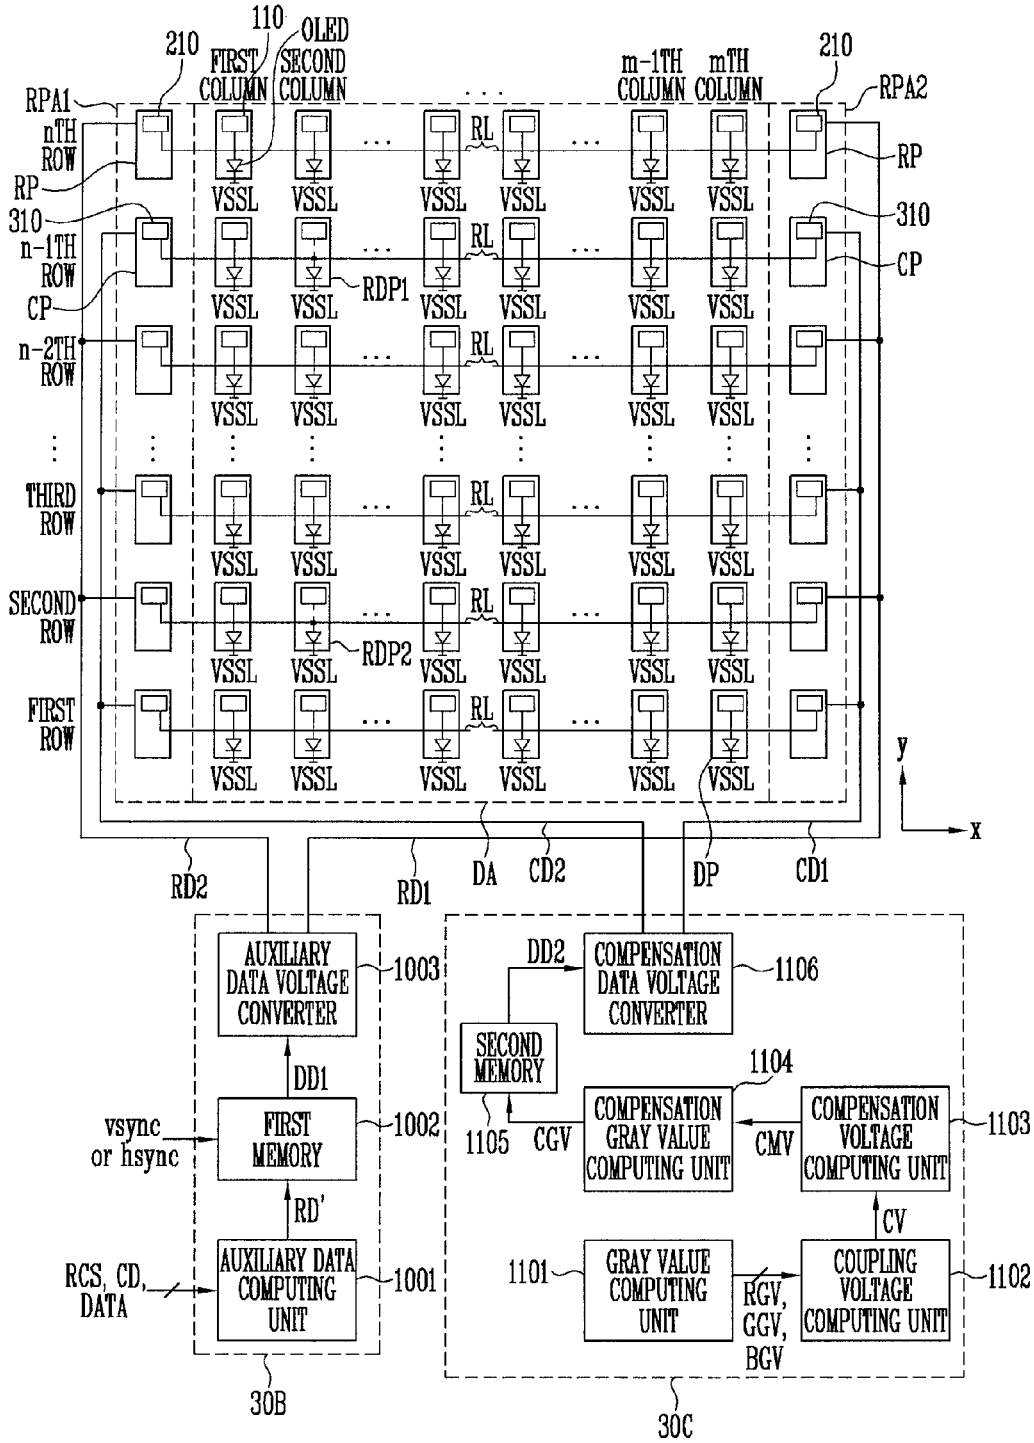 110 OLED
210 FIRST COLUMN SECOND COLUMN . . . m-1TH COLUMN mTH COLUMN 210
RPA1 RPA2
nTH ROW RL
RP RP
VSSL VSSL VSSL VSSL VSSL VSSL
310 310
n-1TH ROW RL
CP RDP1 CP
VSSL VSSL VSSL VSSL VSSL VSSL
n-2TH ROW RL
VSSL VSSL VSSL VSSL VSSL VSSL
THIRD ROW RL
VSSL VSSL VSSL VSSL VSSL VSSL
SECOND ROW RL
RDP2
VSSL VSSL VSSL VSSL VSSL VSSL
FIRST ROW RL
VSSL VSSL VSSL VSSL VSSL VSSL
y
x
RD2 RD1 DA CD2 DP CD1
AUXILIARY
DATA VOLTAGE
CONVERTER
1003
DD1
vsync
or hsync
FIRST
MEMORY
1002
RD'
RCS, CD,
DATA
AUXILIARY DATA
COMPUTING
UNIT
1001
30B
DD2
COMPENSATION
DATA VOLTAGE
CONVERTER
1106
SECOND
MEMORY
1105
CGV
1104
COMPENSATION
GRAY VALUE
COMPUTING UNIT
CMV
COMPENSATION
VOLTAGE
COMPUTING UNIT
1103
CV
1101
GRAY VALUE
COMPUTING
UNIT
RGV,
GGV,
BGV
COUPLING
VOLTAGE
COMPUTING UNIT
1102
30C